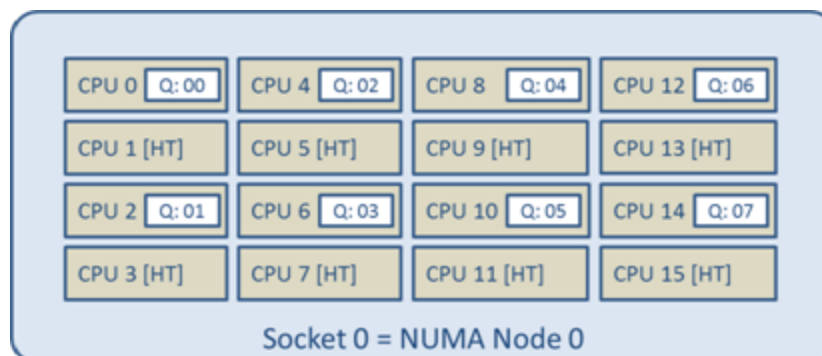 CPU 0 Q: 00 CPU 4 Q: 02 CPU 8 Q: 04 CPU 12 Q: 06
CPU 1 [HT] CPU 5 [HT] CPU 9 [HT] CPU 13 [HT]
CPU 2 Q: 01 CPU 6 Q: 03 CPU 10 Q: 05 CPU 14 Q: 07
CPU 3 [HT] CPU 7 [HT] CPU 11 [HT] CPU 15 [HT]
Socket 0 = NUMA Node 0